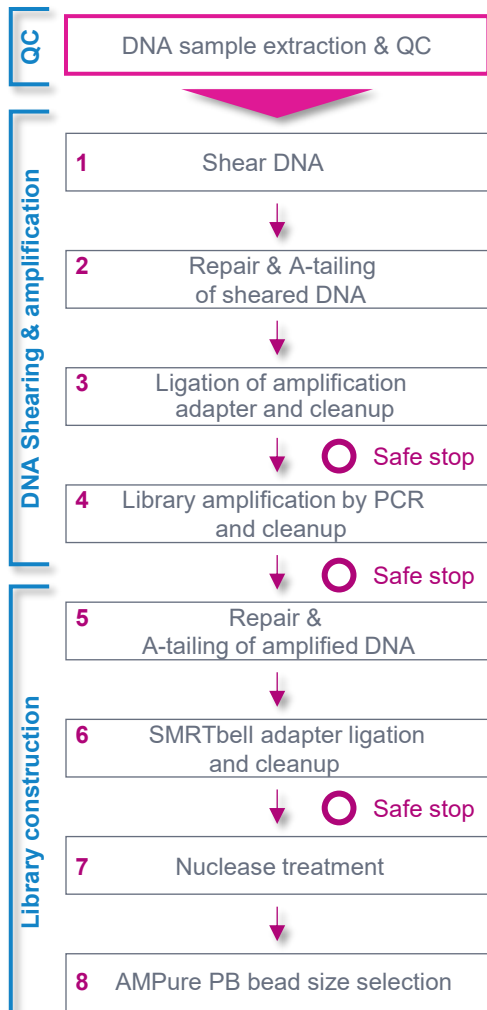 QC
DNA sample extraction & QC
DNA Shearing & amplification
1 Shear DNA
2 Repair & A-tailing
of sheared DNA
3 Ligation of amplification
adapter and cleanup
Safe stop
4 Library amplification by PCR
and cleanup
Safe stop
Library construction
5 Repair &
A-tailing of amplified DNA
6 SMRTbell adapter ligation
and cleanup
Safe stop
7 Nuclease treatment
8 AMPure PB bead size selection